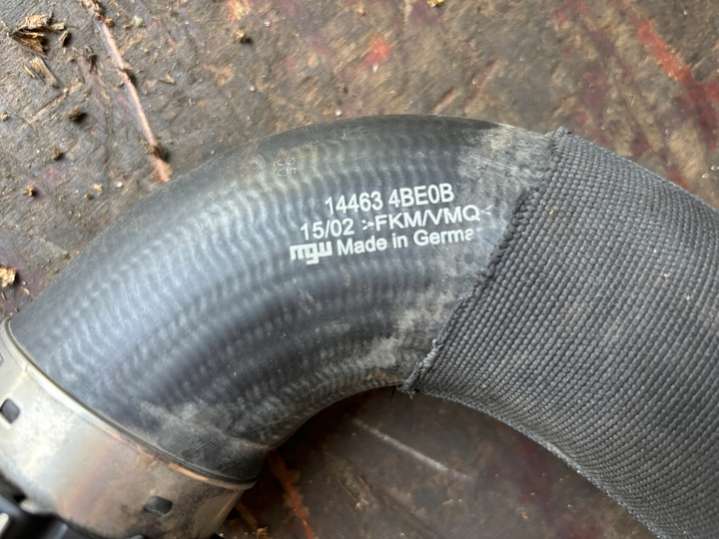 14463 4BE0B
15/02 >FKM/VMQ<
mgu Made in Germa